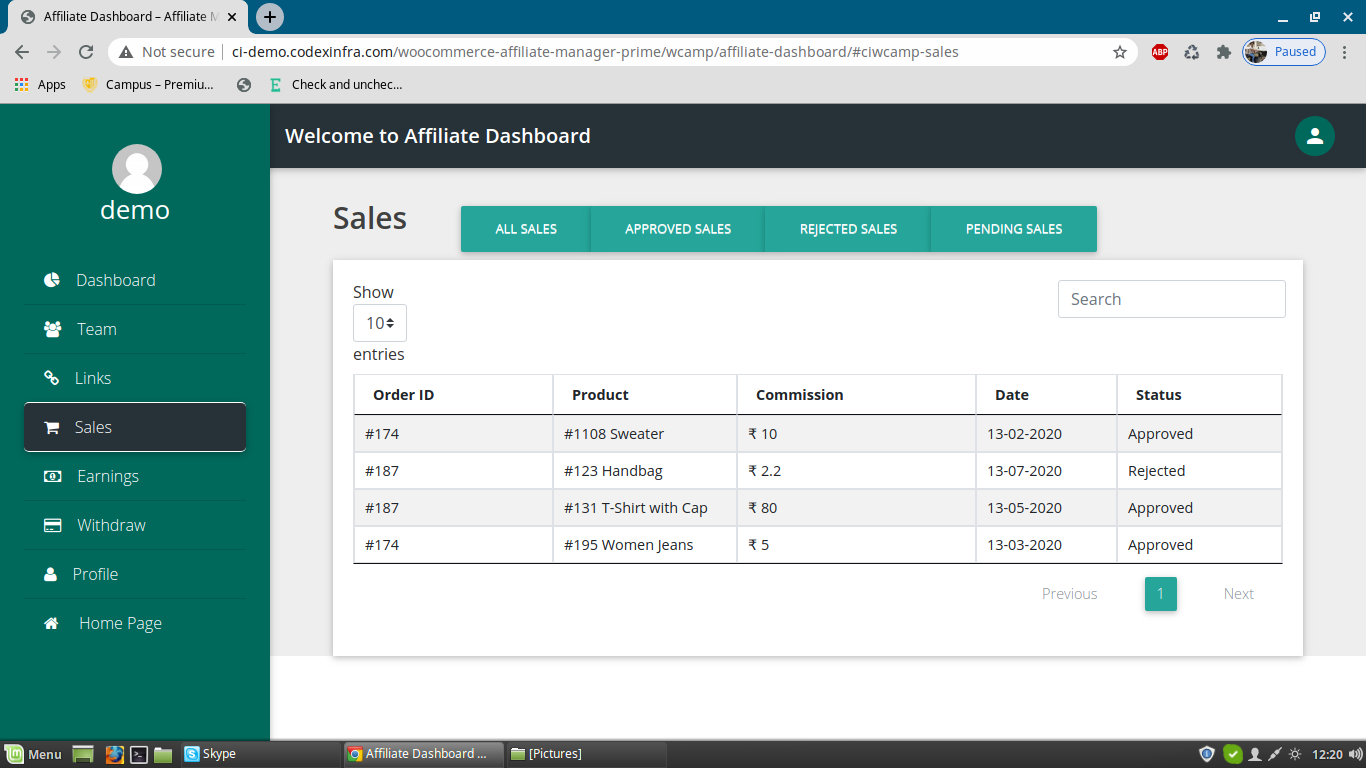 Affiliate Dashboard – Affiliate M
Not secure
ci-demo.codexinfra.com/woocommerce-affiliate-manager-prime/wcamp/affiliate-dashboard/#ciwcamp-sales
ABP
Paused
Apps
Campus – Premiu...
Check and unchec...
demo
Dashboard
Team
Links
Sales
Earnings
Withdraw
Profile
Home Page
Welcome to Affiliate Dashboard
Sales
ALL SALES APPROVED SALES REJECTED SALES PENDING SALES
Show
10
entries
Search
Order ID Product Commission Date Status
#174 #1108 Sweater ₹ 10 13-02-2020 Approved
#187 #123 Handbag ₹ 2.2 13-07-2020 Rejected
#187 #131 T-Shirt with Cap ₹ 80 13-05-2020 Approved
#174 #195 Women Jeans ₹ 5 13-03-2020 Approved
Previous 1 Next
Menu Skype Affiliate Dashboard ... [Pictures] 12:20